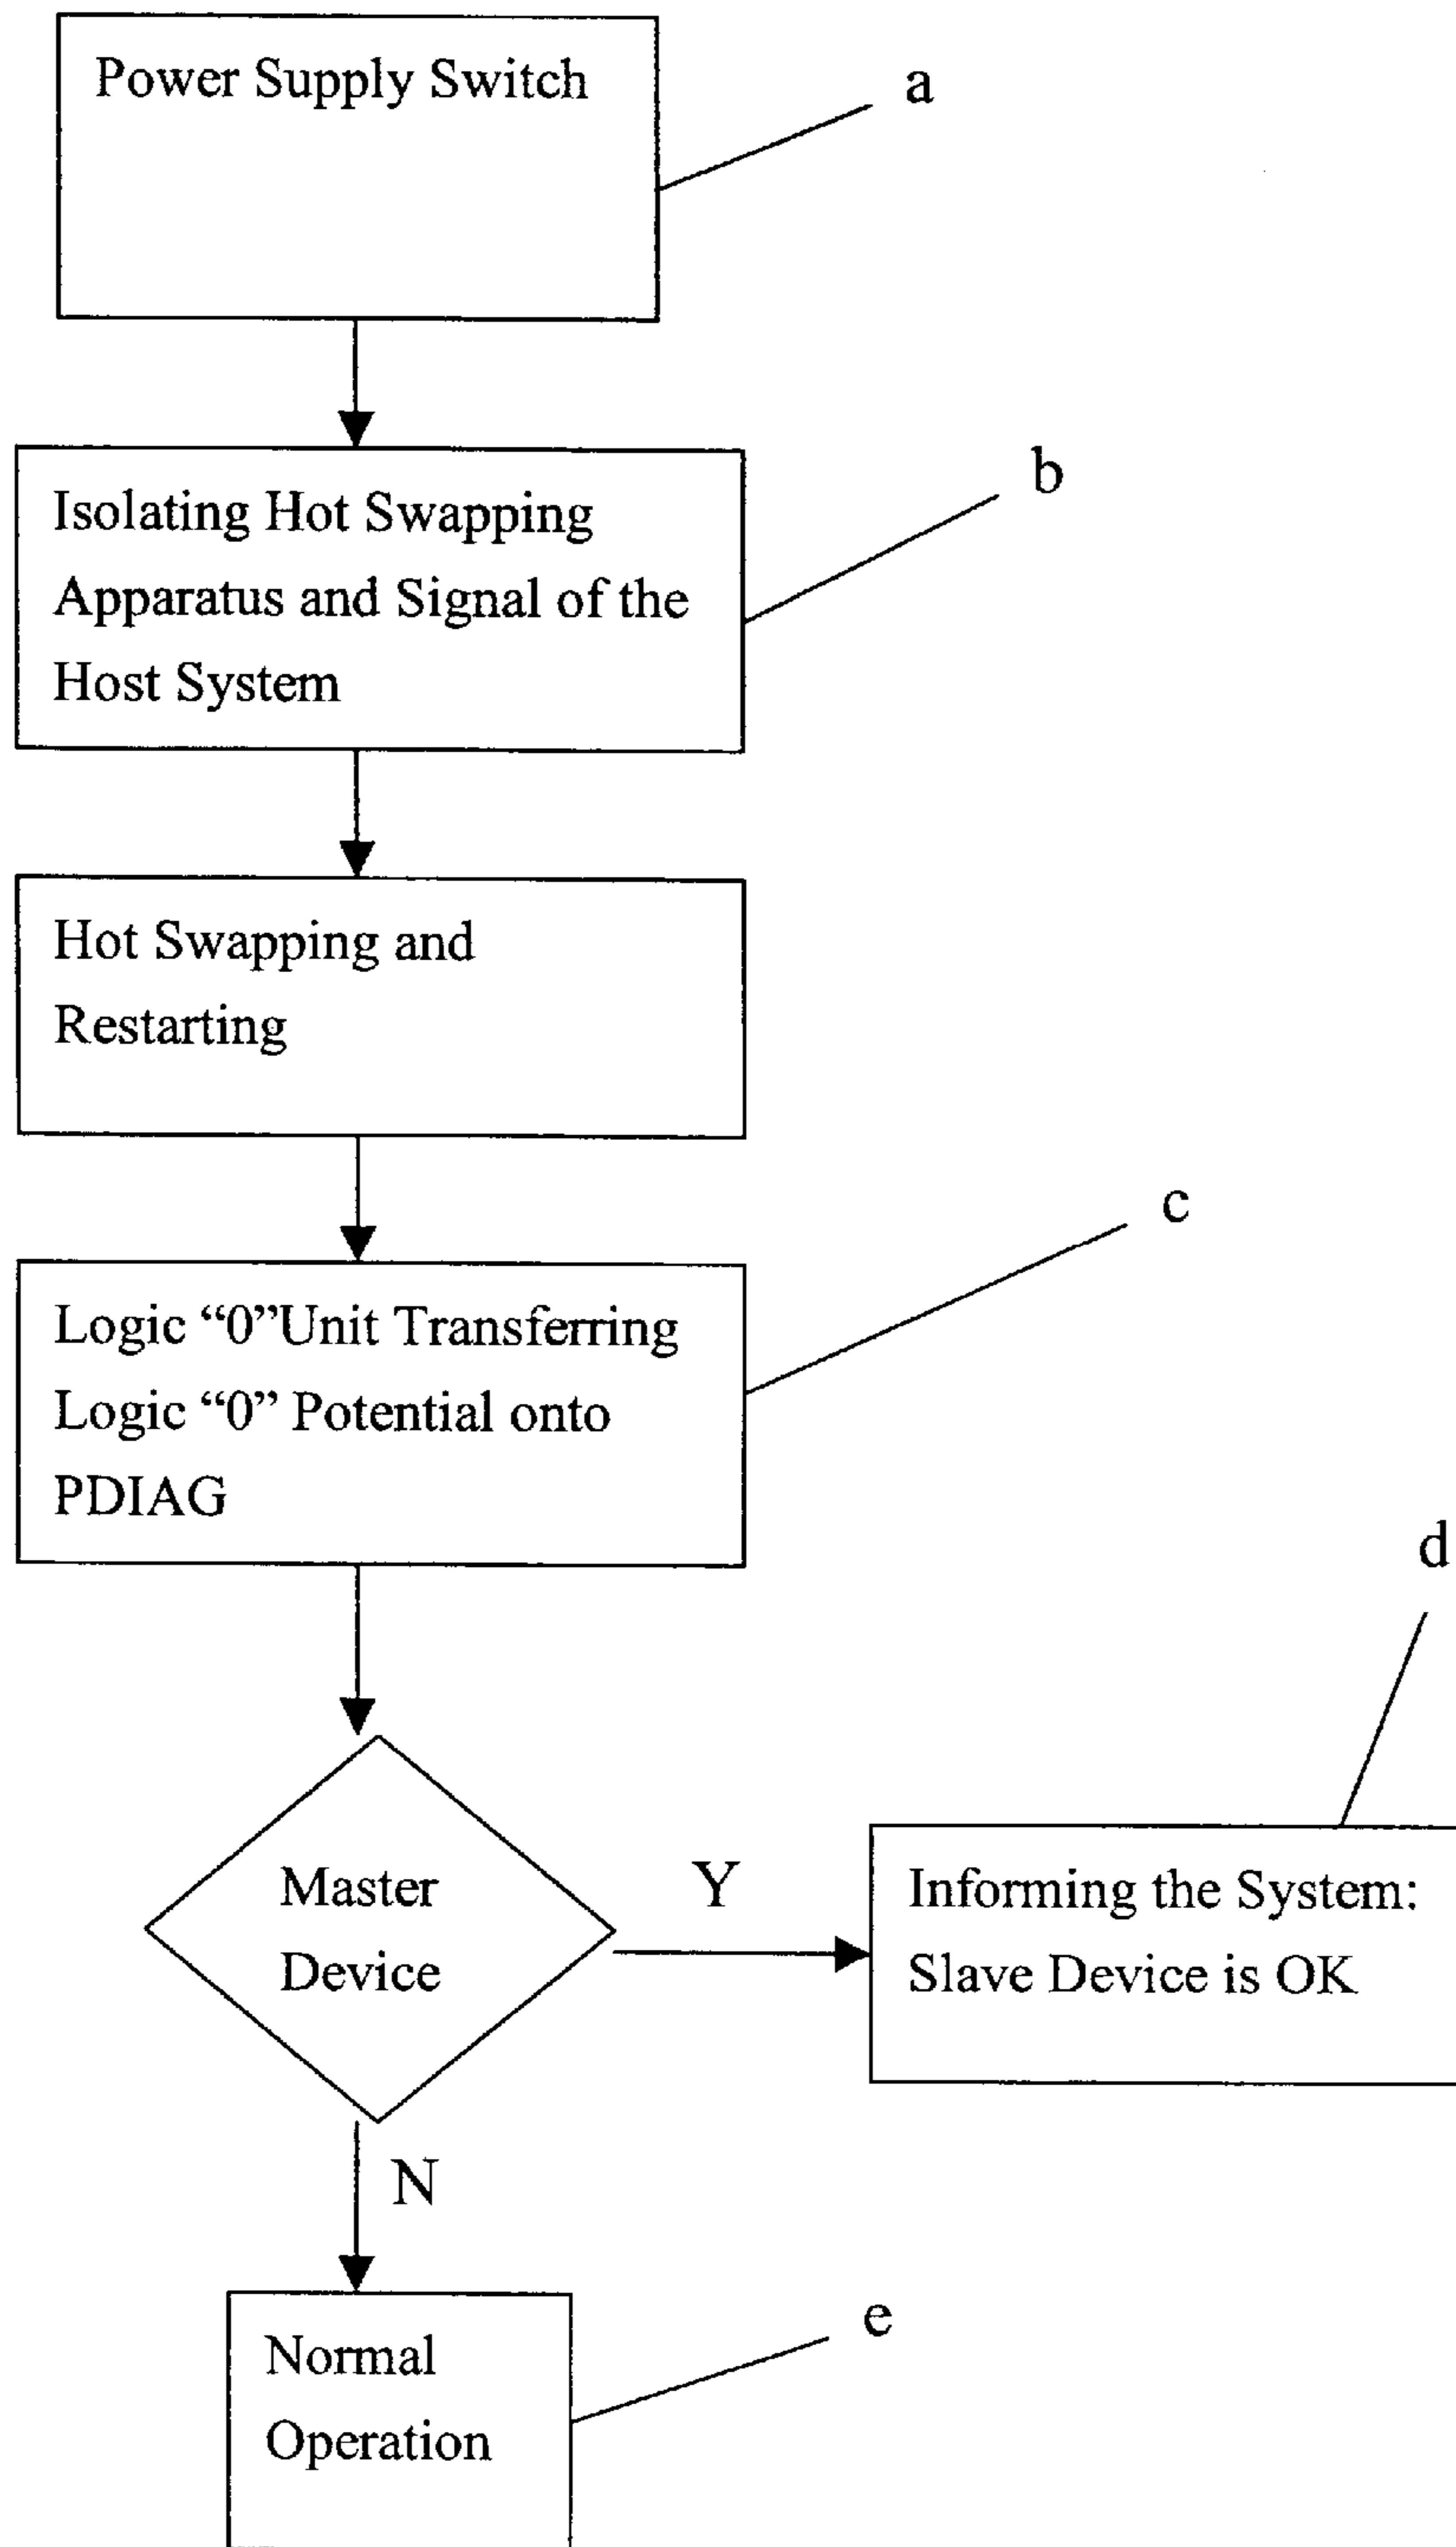 Power Supply Switch
a
Isolating Hot Swapping
Apparatus and Signal of the
Host System
b
Hot Swapping and
Restarting
Logic “0”Unit Transferring
Logic “0” Potential onto
PDIAG
c
Master
Device
Y
Informing the System:
Slave Device is OK
d
N
Normal
Operation
e